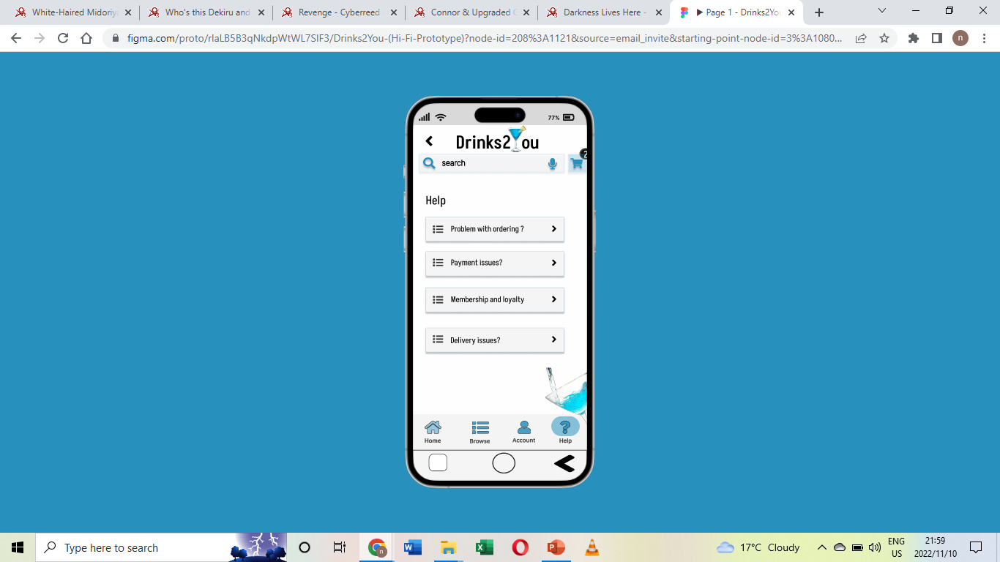 White-Haired Midoriya
Who's this Dekiru and
Revenge - Cyberreed
Connor & Upgraded C
Darkness Lives Here -
Page 1 - Drinks2You
figma.com/proto/rlaLB5B3qNkdpWtWL7SIF3/Drinks2You-(Hi-Fi-Prototype)?node-id=208%3A1121&source=email_invite&starting-point-node-id=3%3A1080...
n
77%
Drinks2You
2
search
Help
Problem with ordering ?
Payment issues?
Membership and loyalty
Delivery issues?
Home
Browse
Account
?
Help
Type here to search
n
17°C Cloudy
ENG
US
21:59
2022/11/10